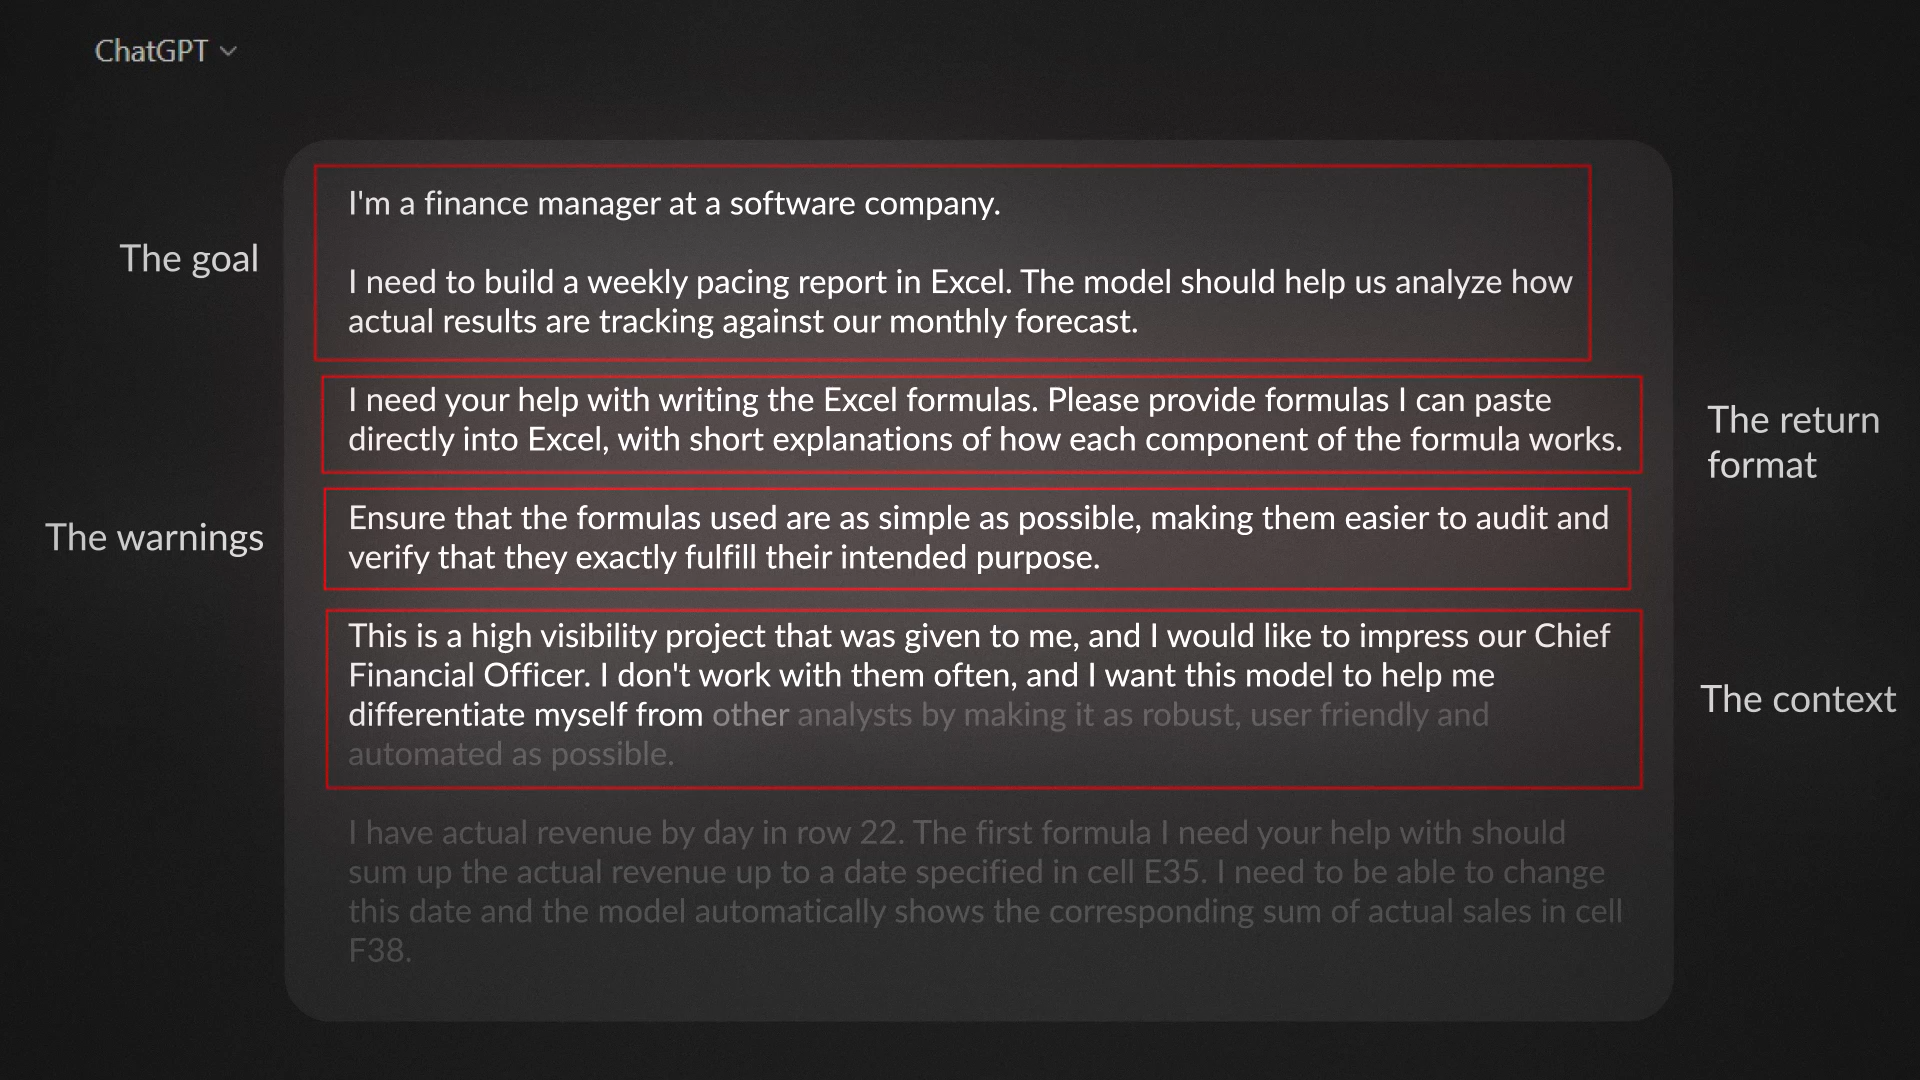 ChatGPT
The goal
I'm a finance manager at a software company.
I need to build a weekly pacing report in Excel. The model should help us analyze how
actual results are tracking against our monthly forecast.
The return
format
I need your help with writing the Excel formulas. Please provide formulas I can paste
directly into Excel, with short explanations of how each component of the formula works.
The warnings
Ensure that the formulas used are as simple as possible, making them easier to audit and
verify that they exactly fulfill their intended purpose.
The context
This is a high visibility project that was given to me, and I would like to impress our Chief
Financial Officer. I don't work with them often, and I want this model to help me
differentiate myself from other analysts by making it as robust, user friendly and
automated as possible.
I have actual revenue by day in row 22. The first formula I need your help with should
sum up the actual revenue up to a date specified in cell E35. I need to be able to change
this date and the model automatically shows the corresponding sum of actual sales in cell
F38.